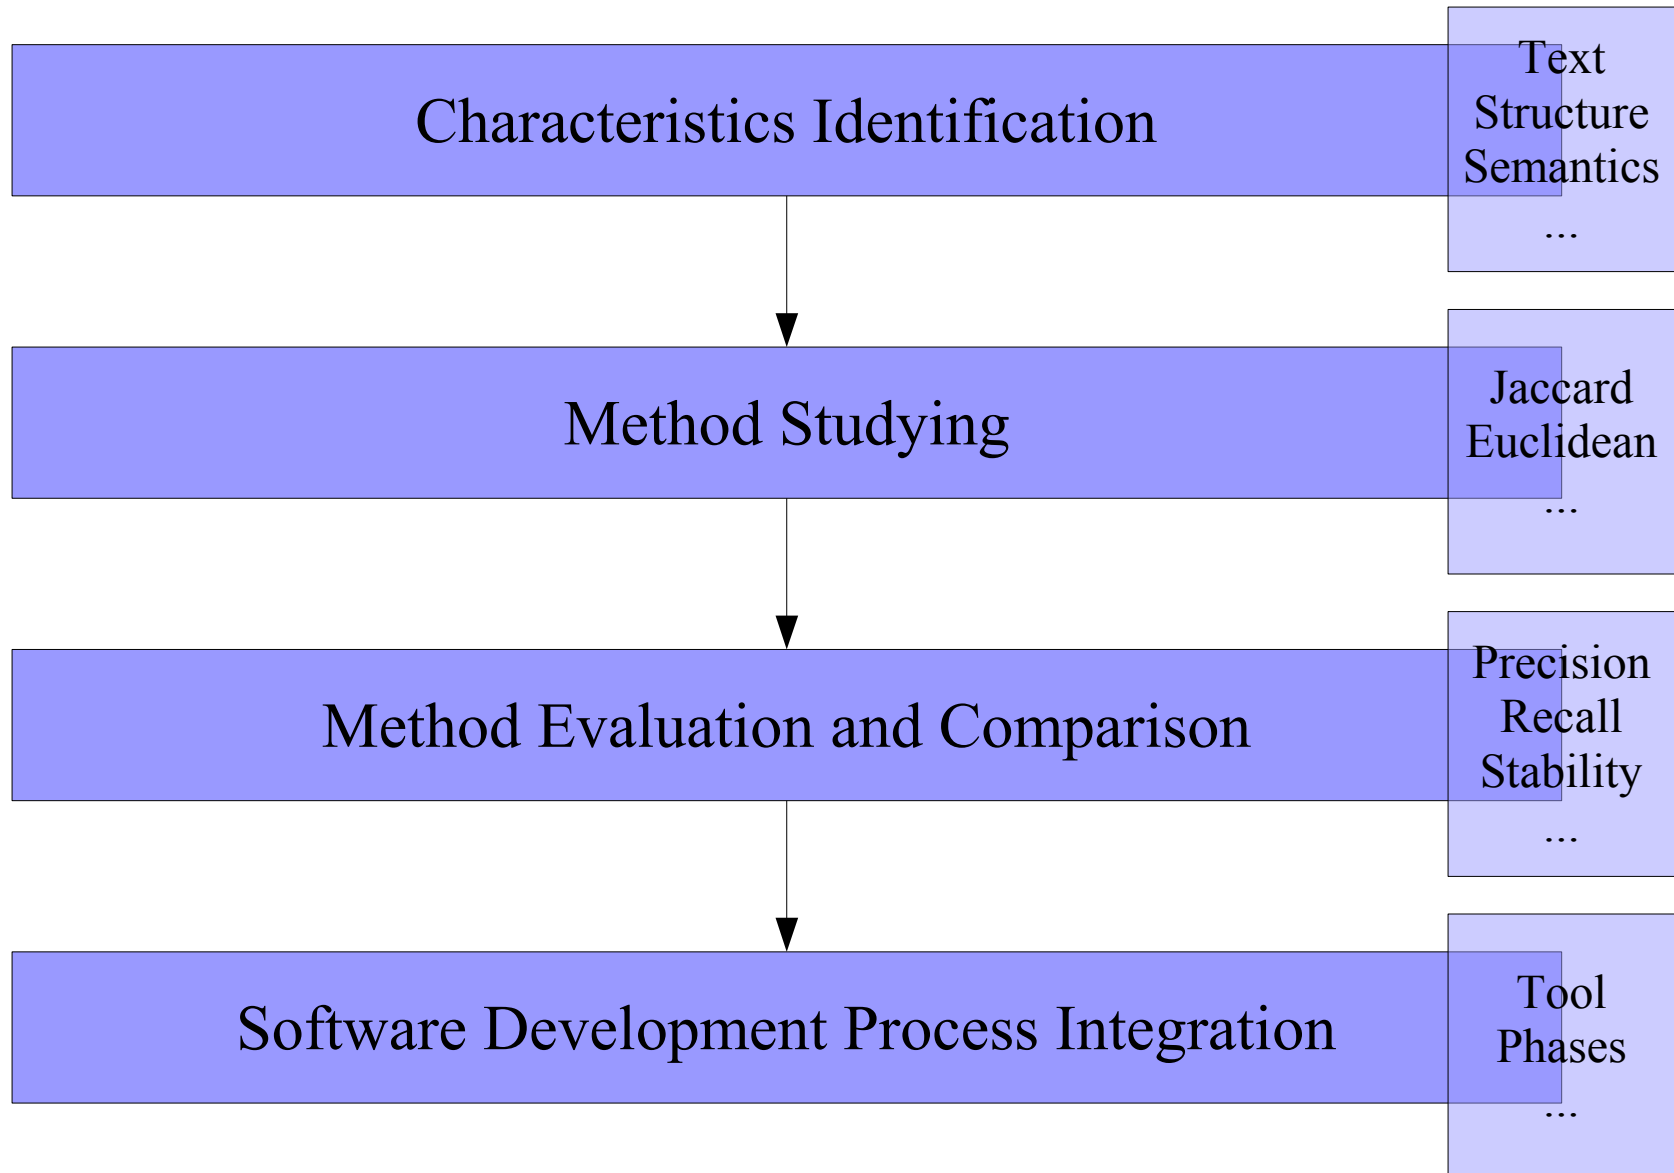 Characteristics Identification
Text
Structure
Semantics
...
Method Studying
Jaccard
Euclidean
...
Method Evaluation and Comparison
Precision
Recall
Stability
...
Software Development Process Integration
Tool
Phases
...